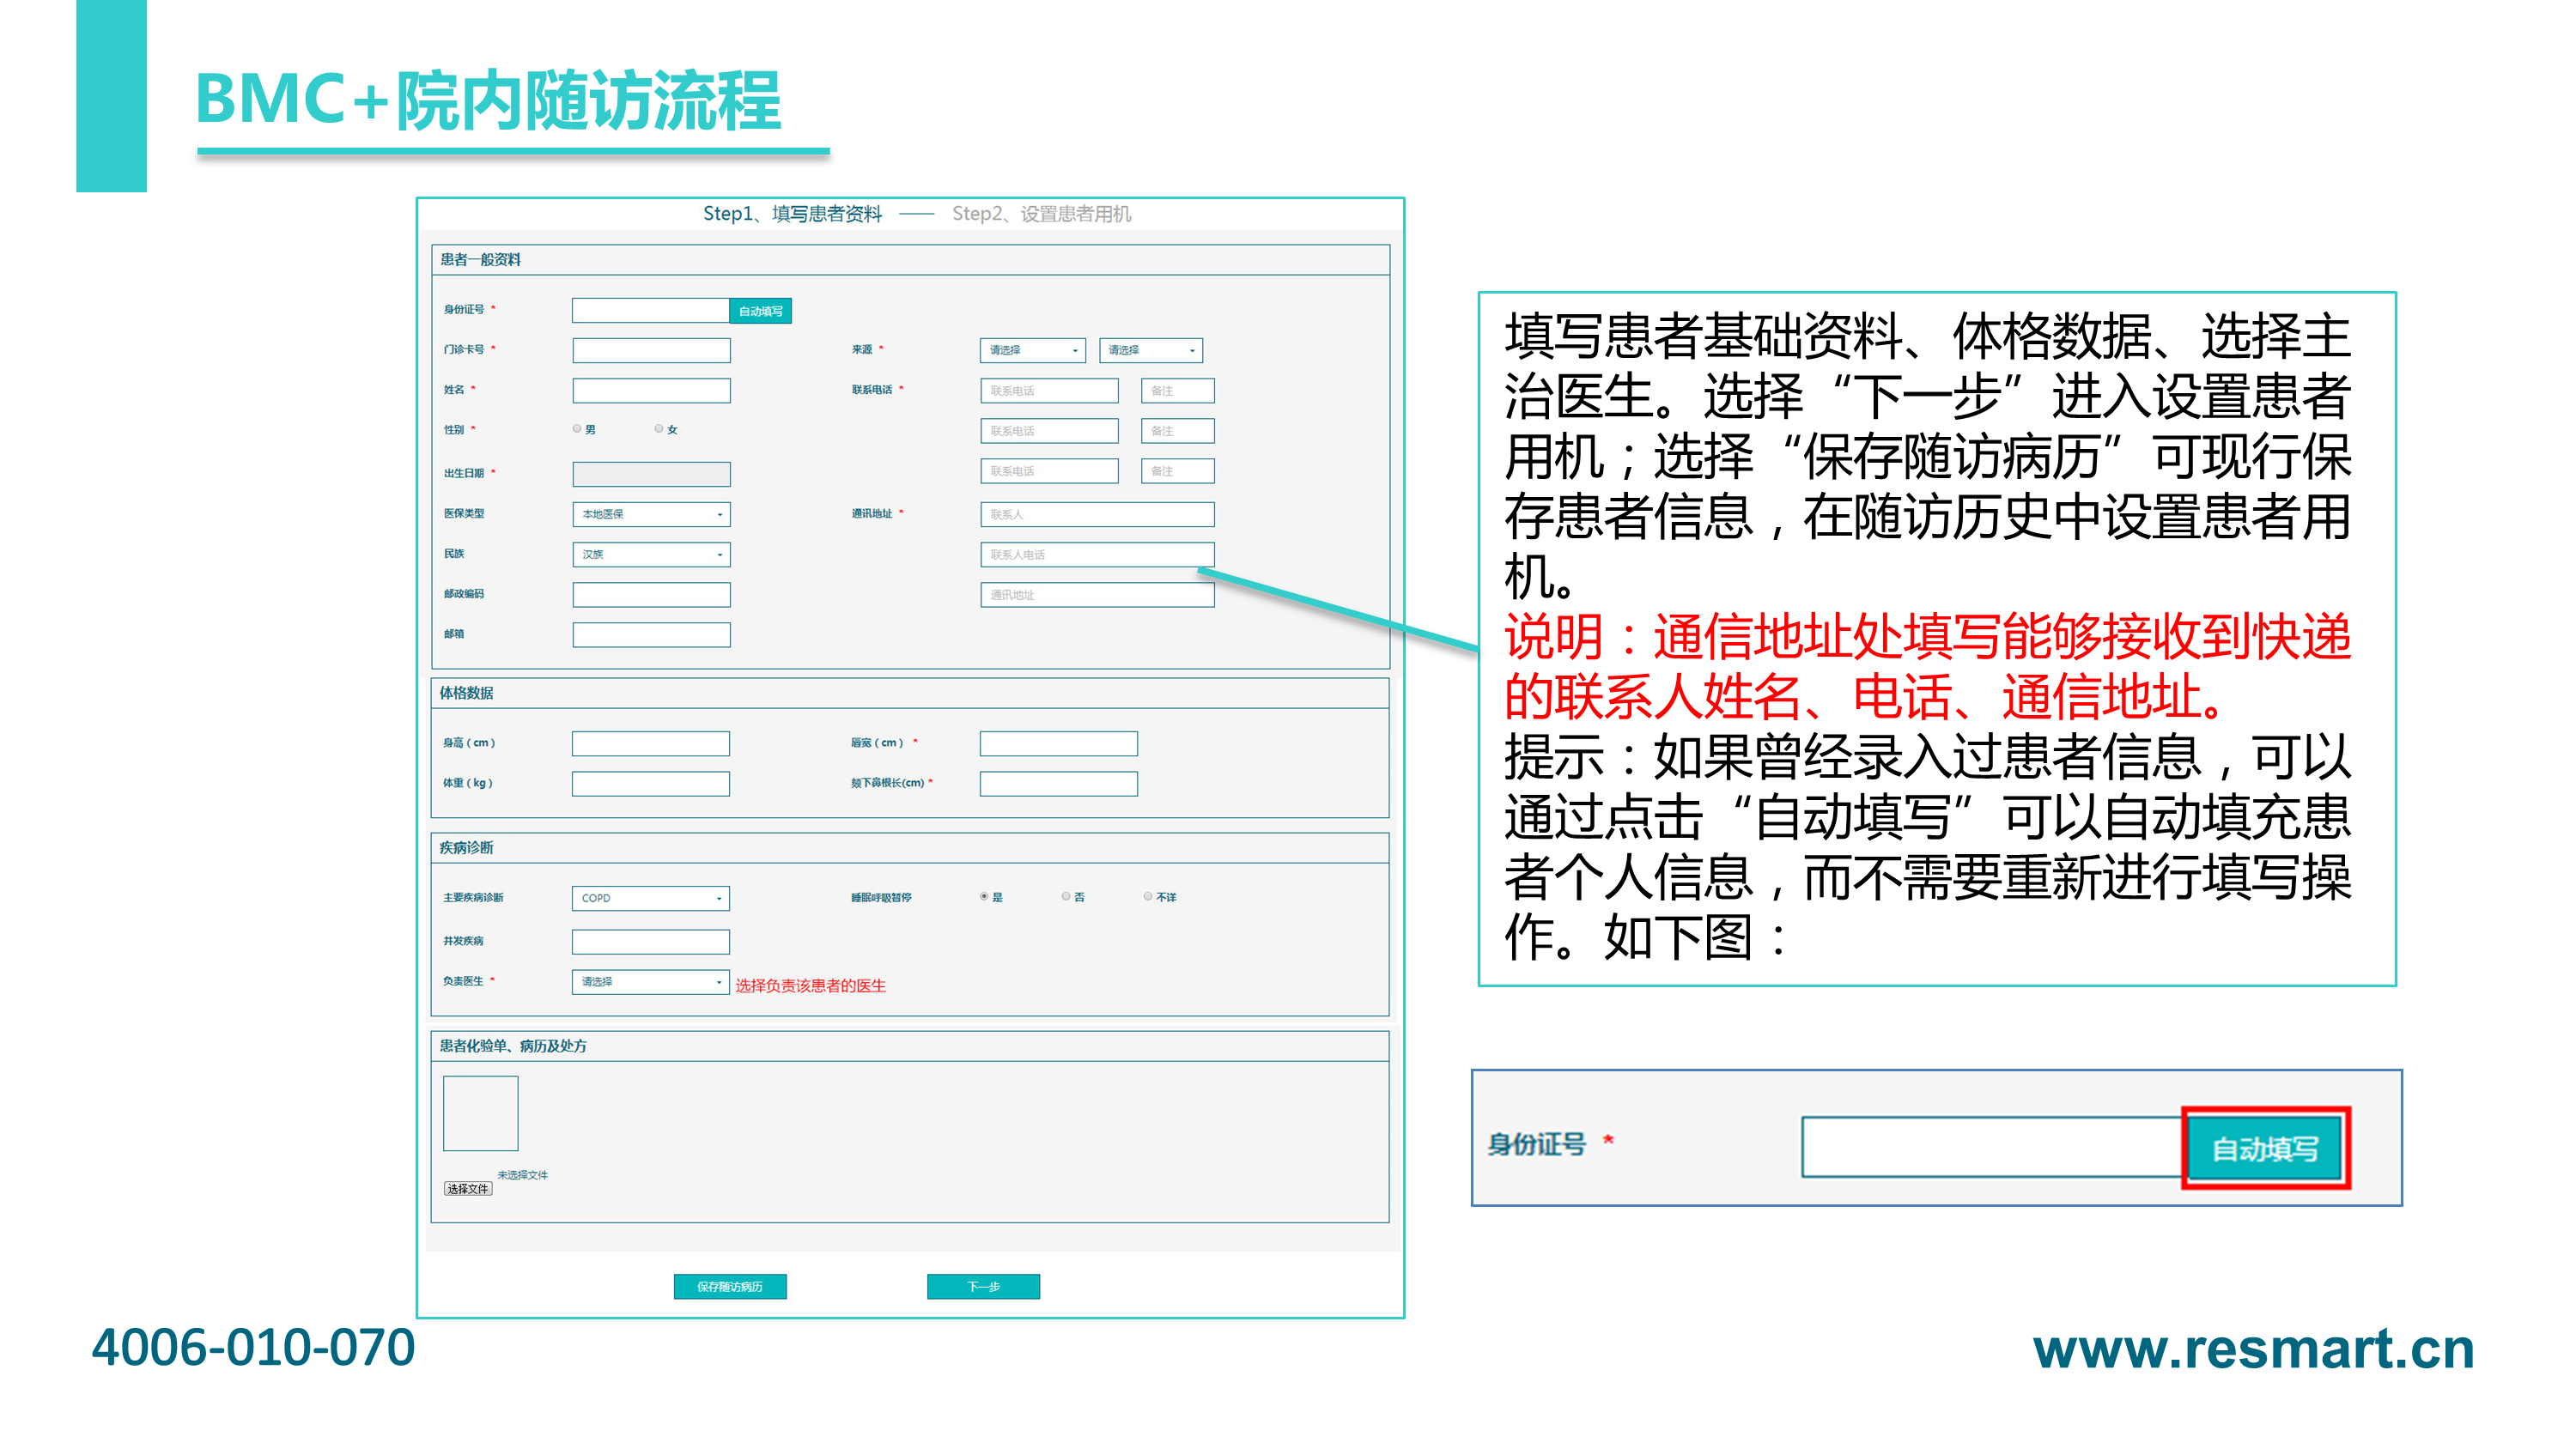 BMC+院内随访流程
Step1、填写患者资料 —— Step2、设置患者用机
患者一般资料
身份证号 * 自动填写
门诊卡号 * 来源 * 请选择 请选择
姓名 * 联系电话 * 联系电话 备注
性别 * 男 女 联系电话 备注
出生日期 * 联系电话 备注
医保类型 本地医保 通讯地址 * 联系人
民族 汉族 联系人电话
邮政编码 通讯地址
邮箱
体格数据
身高(cm) 唇宽(cm) *
体重(kg) 颏下鼻根长(cm) *
疾病诊断
主要疾病诊断 COPD 睡眠呼吸暂停 是 否 不详
并发疾病
负责医生 * 请选择 选择负责该患者的医生
患者化验单、病历及处方
未选择文件
选择文件
保存随访病历 下一步
填写患者基础资料、体格数据、选择主
治医生。选择“下一步”进入设置患者
用机；选择“保存随访病历”可现行保
存患者信息，在随访历史中设置患者用
机。
说明：通信地址处填写能够接收到快递
的联系人姓名、电话、通信地址。
提示：如果曾经录入过患者信息，可以
通过点击“自动填写”可以自动填充患
者个人信息，而不需要重新进行填写操
作。如下图：
身份证号 * 自动填写
4006-010-070
www.resmart.cn